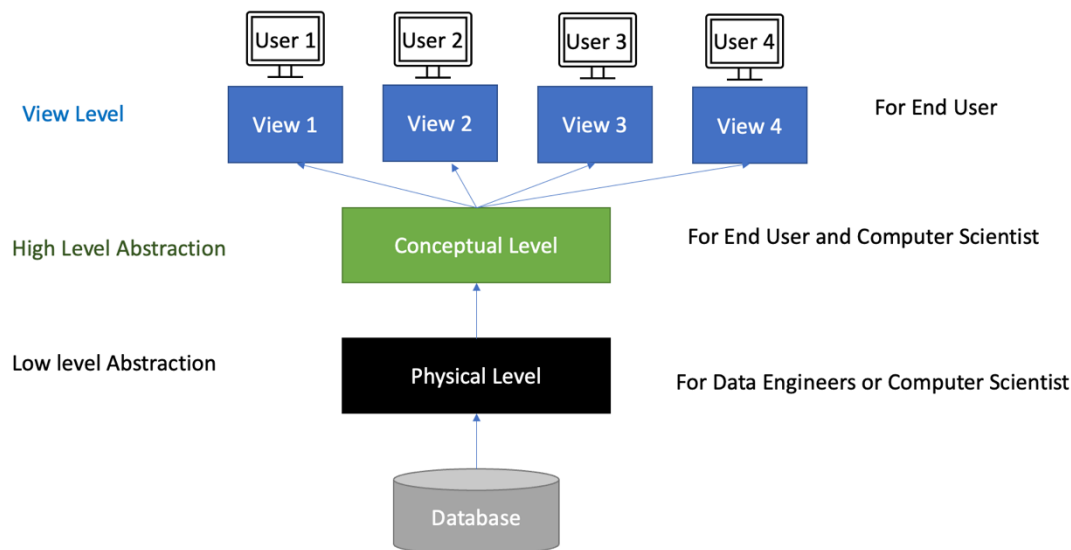 User 1
User 2
User 3
User 4
View Level
View 1
View 2
View 3
View 4
For End User
High Level Abstraction
Conceptual Level
For End User and Computer Scientist
Low level Abstraction
Physical Level
For Data Engineers or Computer Scientist
Database